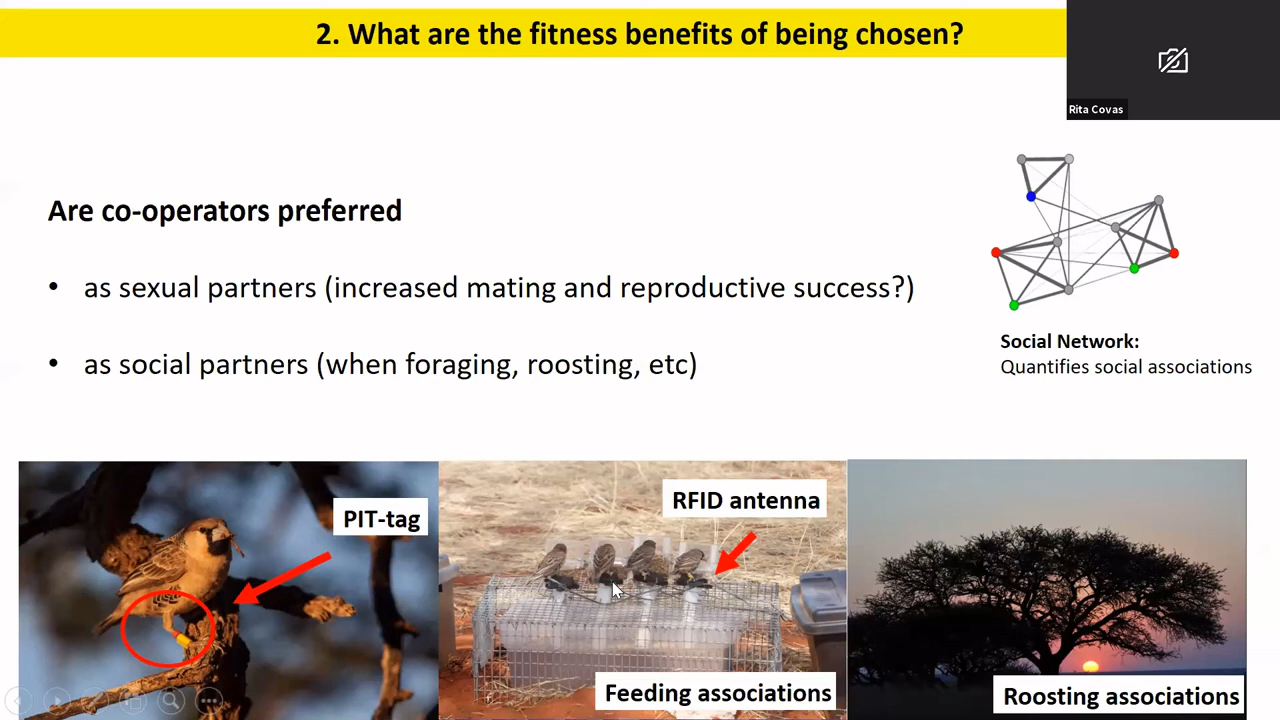 2. What are the fitness benefits of being chosen?
Rita Covas
Are co-operators preferred
• as sexual partners (increased mating and reproductive success?)
• as social partners (when foraging, roosting, etc)
Social Network:
Quantifies social associations
PIT-tag
RFID antenna
Feeding associations
Roosting associations